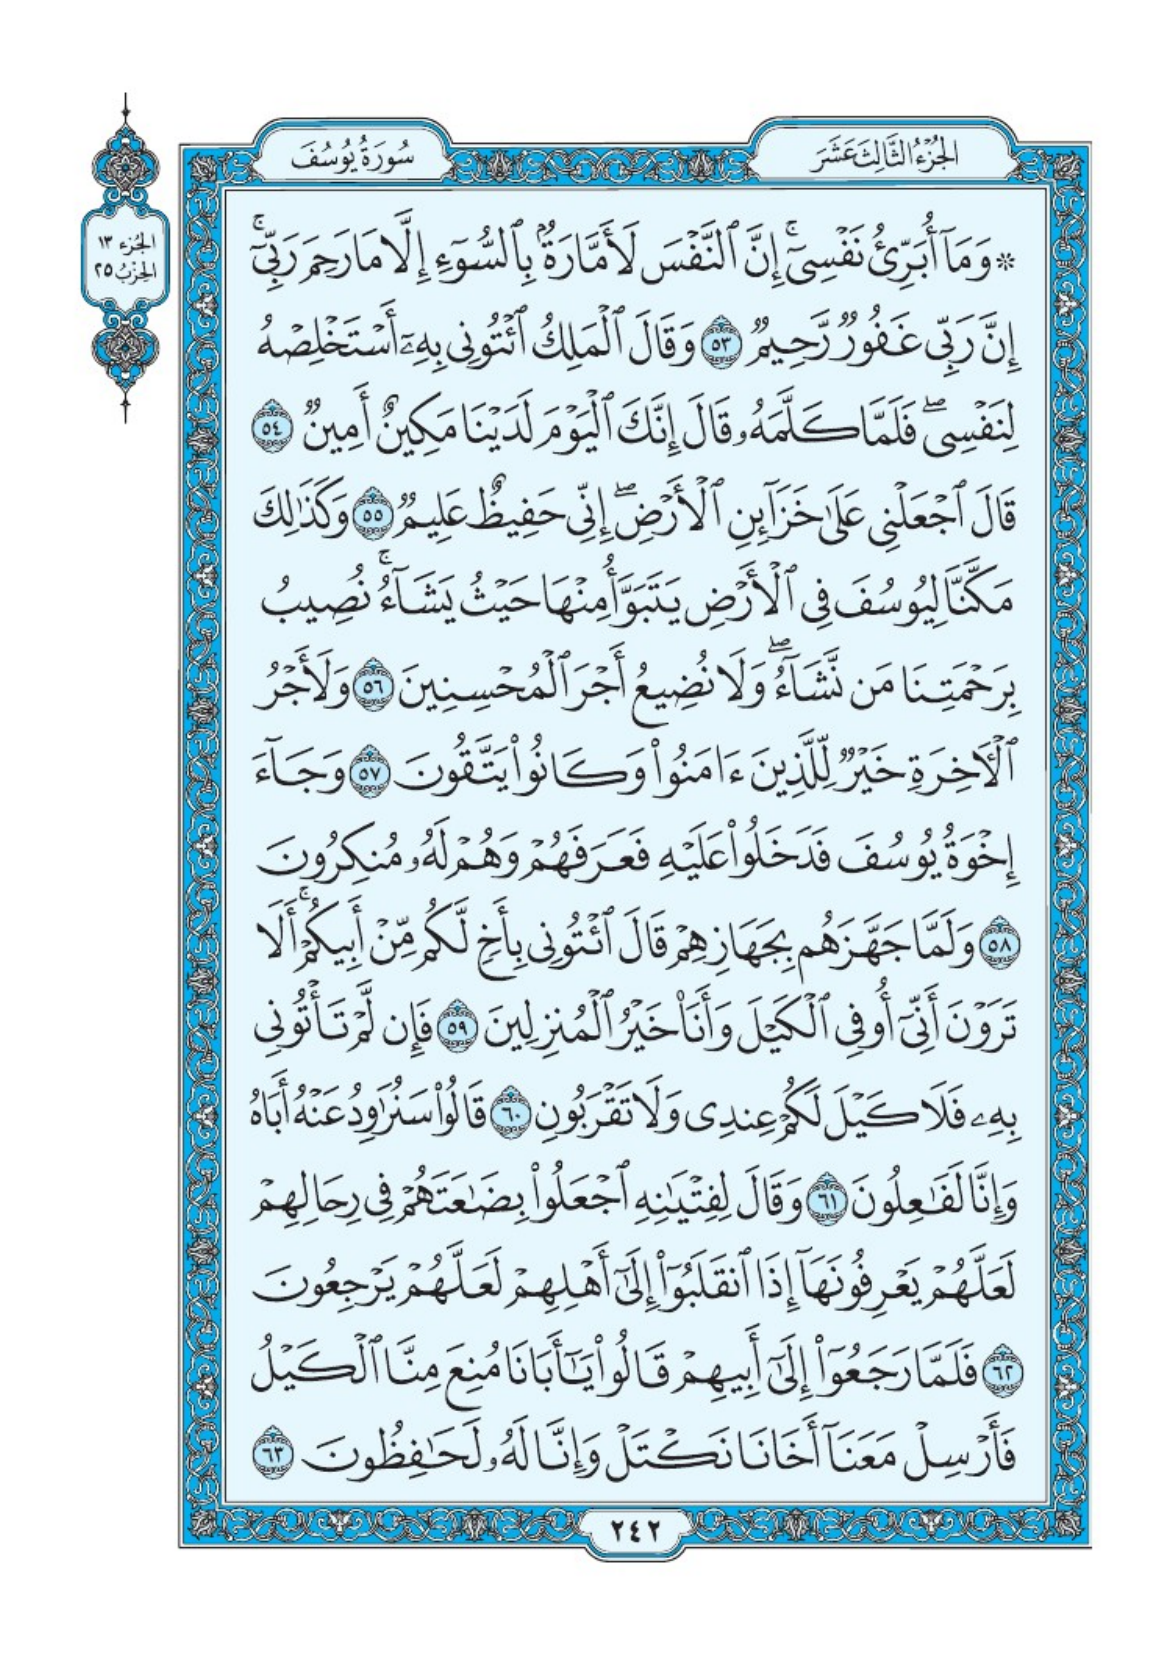 الجُزْءُ الثَّالِثَ عَشَرَ
سُورَةُ يُوسُفَ
الجُزء ١٣
الحِزْبُ ٢٥
۞ وَمَآ أُبَرِّئُ نَفْسِىٓۚ إِنَّ ٱلنَّفْسَ لَأَمَّارَةُۢ بِٱلسُّوٓءِ إِلَّا مَا رَحِمَ رَبِّىٓۚ
إِنَّ رَبِّى غَفُورٌ رَّحِيمٌ ٥٣ وَقَالَ ٱلْمَلِكُ ٱئْتُونِى بِهِۦٓ أَسْتَخْلِصْهُ
لِنَفْسِىۖ فَلَمَّا كَلَّمَهُۥ قَالَ إِنَّكَ ٱلْيَوْمَ لَدَيْنَا مَكِينٌ أَمِينٌ ٥٤
قَالَ ٱجْعَلْنِى عَلَىٰ خَزَآئِنِ ٱلْأَرْضِۖ إِنِّى حَفِيظٌ عَلِيمٌ ٥٥ وَكَذَٰلِكَ
مَكَّنَّا لِيُوسُفَ فِى ٱلْأَرْضِ يَتَبَوَّأُ مِنْهَا حَيْثُ يَشَآءُۚ نُصِيبُ
بِرَحْمَتِنَا مَن نَّشَآءُۖ وَلَا نُضِيعُ أَجْرَ ٱلْمُحْسِنِينَ ٥٦ وَلَأَجْرُ
ٱلْـَٔاخِرَةِ خَيْرٌ لِّلَّذِينَ ءَامَنُوا۟ وَكَانُوا۟ يَتَّقُونَ ٥٧ وَجَآءَ
إِخْوَةُ يُوسُفَ فَدَخَلُوا۟ عَلَيْهِ فَعَرَفَهُمْ وَهُمْ لَهُۥ مُنكِرُونَ
٥٨ وَلَمَّا جَهَّزَهُم بِجَهَازِهِمْ قَالَ ٱئْتُونِى بِأَخٍ لَّكُم مِّنْ أَبِيكُمْۚ أَلَا
تَرَوْنَ أَنِّىٓ أُوفِى ٱلْكَيْلَ وَأَنَا۠ خَيْرُ ٱلْمُنزِلِينَ ٥٩ فَإِن لَّمْ تَأْتُونِى
بِهِۦ فَلَا كَيْلَ لَكُمْ عِندِى وَلَا تَقْرَبُونِ ٦٠ قَالُوا۟ سَنُرَٰوِدُ عَنْهُ أَبَاهُ
وَإِنَّا لَفَٰعِلُونَ ٦١ وَقَالَ لِفِتْيَٰنِهِ ٱجْعَلُوا۟ بِضَٰعَتَهُمْ فِى رِحَالِهِمْ
لَعَلَّهُمْ يَعْرِفُونَهَآ إِذَا ٱنقَلَبُوٓا۟ إِلَىٰٓ أَهْلِهِمْ لَعَلَّهُمْ يَرْجِعُونَ
٦٢ فَلَمَّا رَجَعُوٓا۟ إِلَىٰٓ أَبِيهِمْ قَالُوا۟ يَٰٓأَبَانَا مُنِعَ مِنَّا ٱلْكَيْلُ
فَأَرْسِلْ مَعَنَآ أَخَانَا نَكْتَلْ وَإِنَّا لَهُۥ لَحَٰفِظُونَ ٦٣
٢٤٢